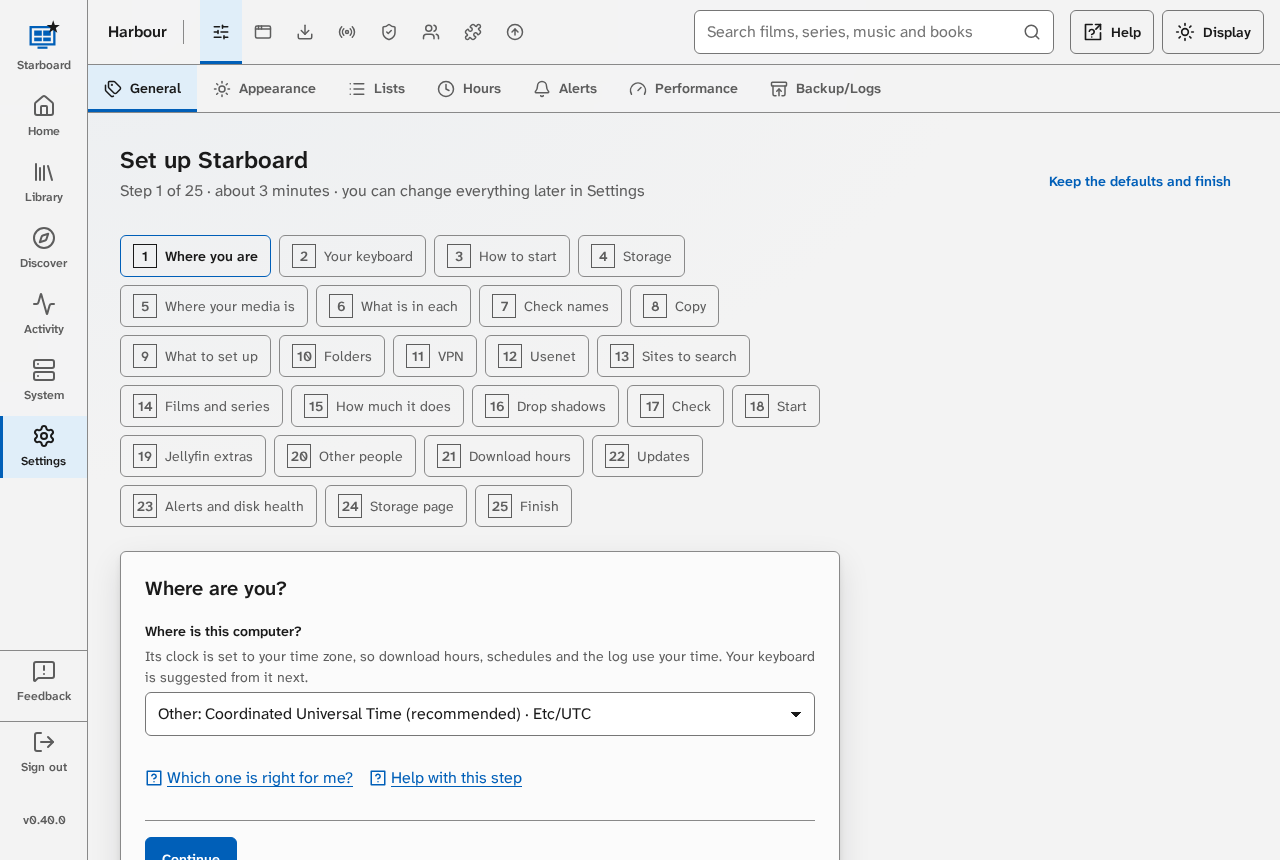 Starboard
Home
Library
Discover
Activity
System
Settings
Feedback
Sign out
v0.40.0
Harbour
Search films, series, music and books
Help
Display
General
Appearance
Lists
Hours
Alerts
Performance
Backup/Logs
Set up Starboard
Step 1 of 25 · about 3 minutes · you can change everything later in Settings
Keep the defaults and finish
1 Where you are
2 Your keyboard
3 How to start
4 Storage
5 Where your media is
6 What is in each
7 Check names
8 Copy
9 What to set up
10 Folders
11 VPN
12 Usenet
13 Sites to search
14 Films and series
15 How much it does
16 Drop shadows
17 Check
18 Start
19 Jellyfin extras
20 Other people
21 Download hours
22 Updates
23 Alerts and disk health
24 Storage page
25 Finish
Where are you?
Where is this computer?
Its clock is set to your time zone, so download hours, schedules and the log use your time. Your keyboard
is suggested from it next.
Other: Coordinated Universal Time (recommended) · Etc/UTC
Which one is right for me?
Help with this step
Continue